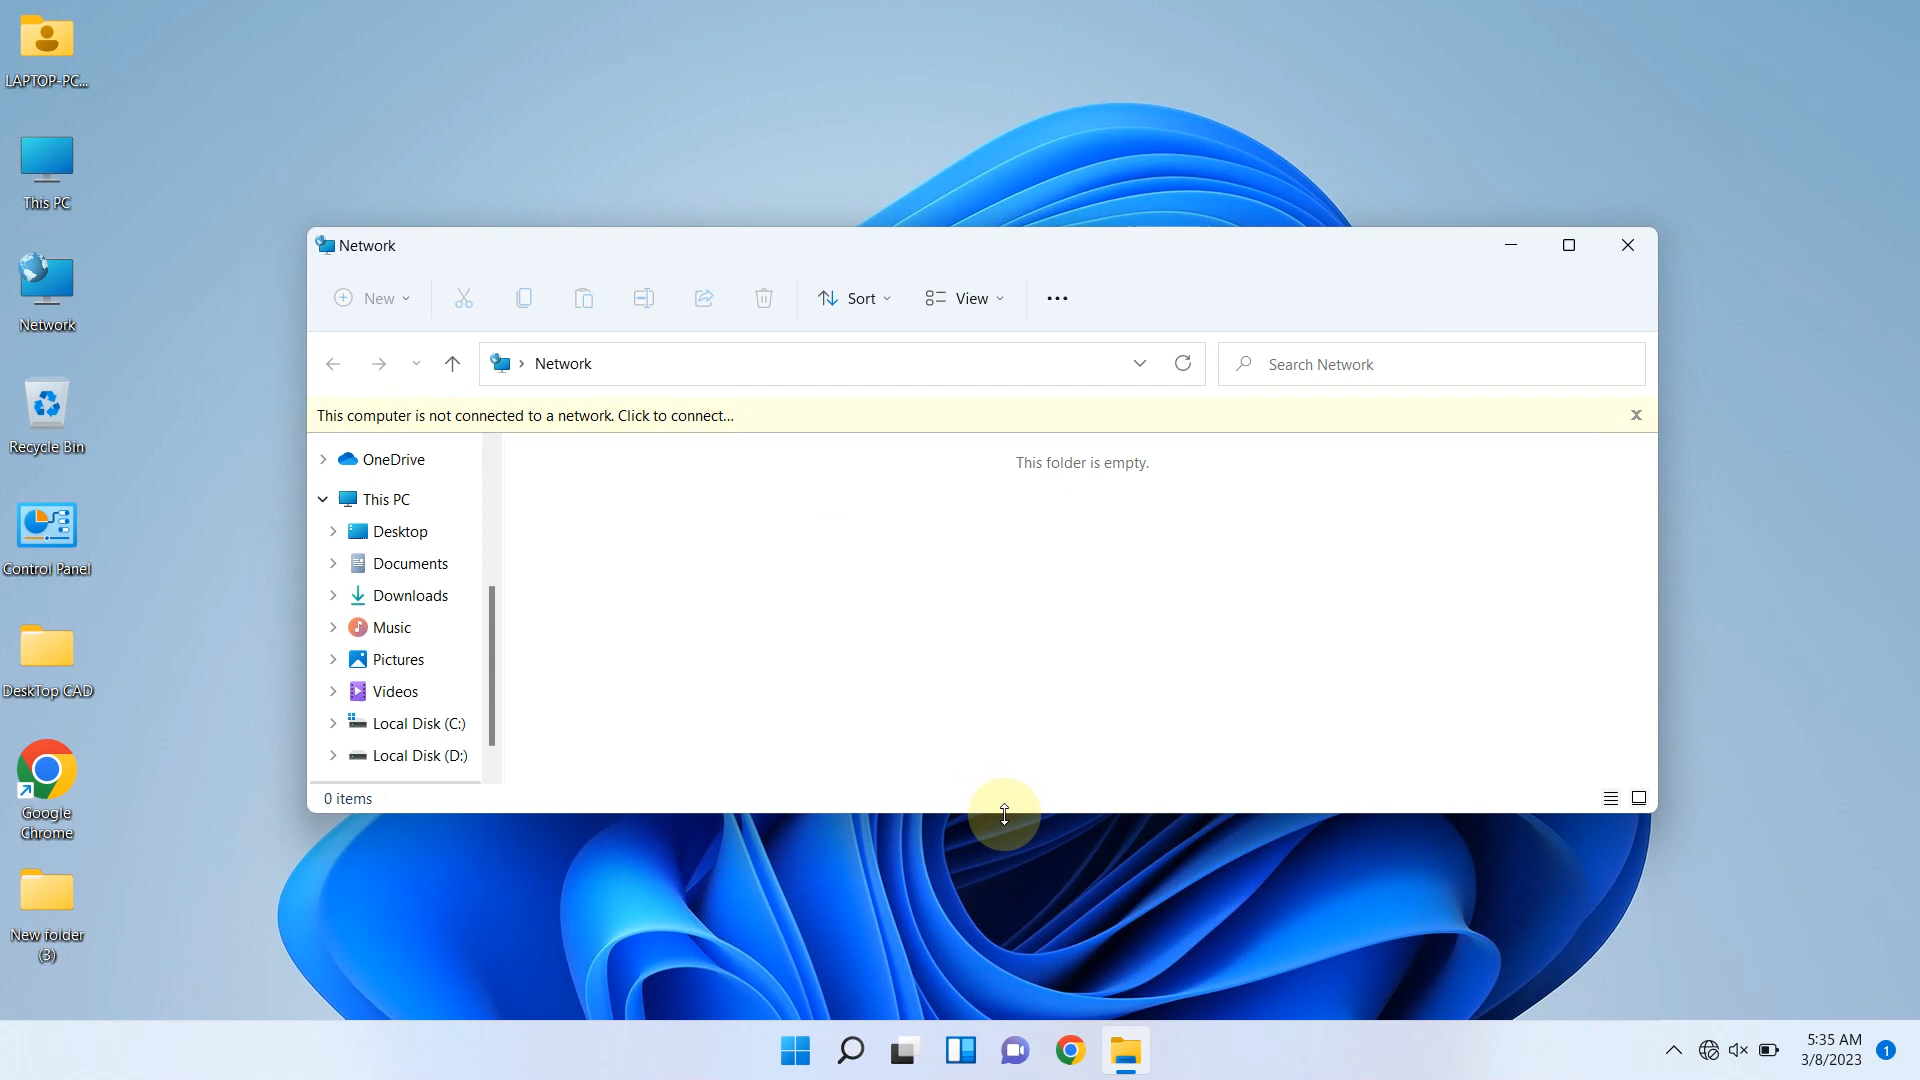 LAPTOP-PC...
This PC
Network
Recycle Bin
Control Panel
DeskTop CAD
Google
Chrome
New folder
(3)
Network
New
Sort
View
Network
Search Network
This computer is not connected to a network. Click to connect...
OneDrive
This folder is empty.
This PC
Desktop
Documents
Downloads
Music
Pictures
Videos
Local Disk (C:)
Local Disk (D:)
0 items
5:35 AM
3/8/2023
1